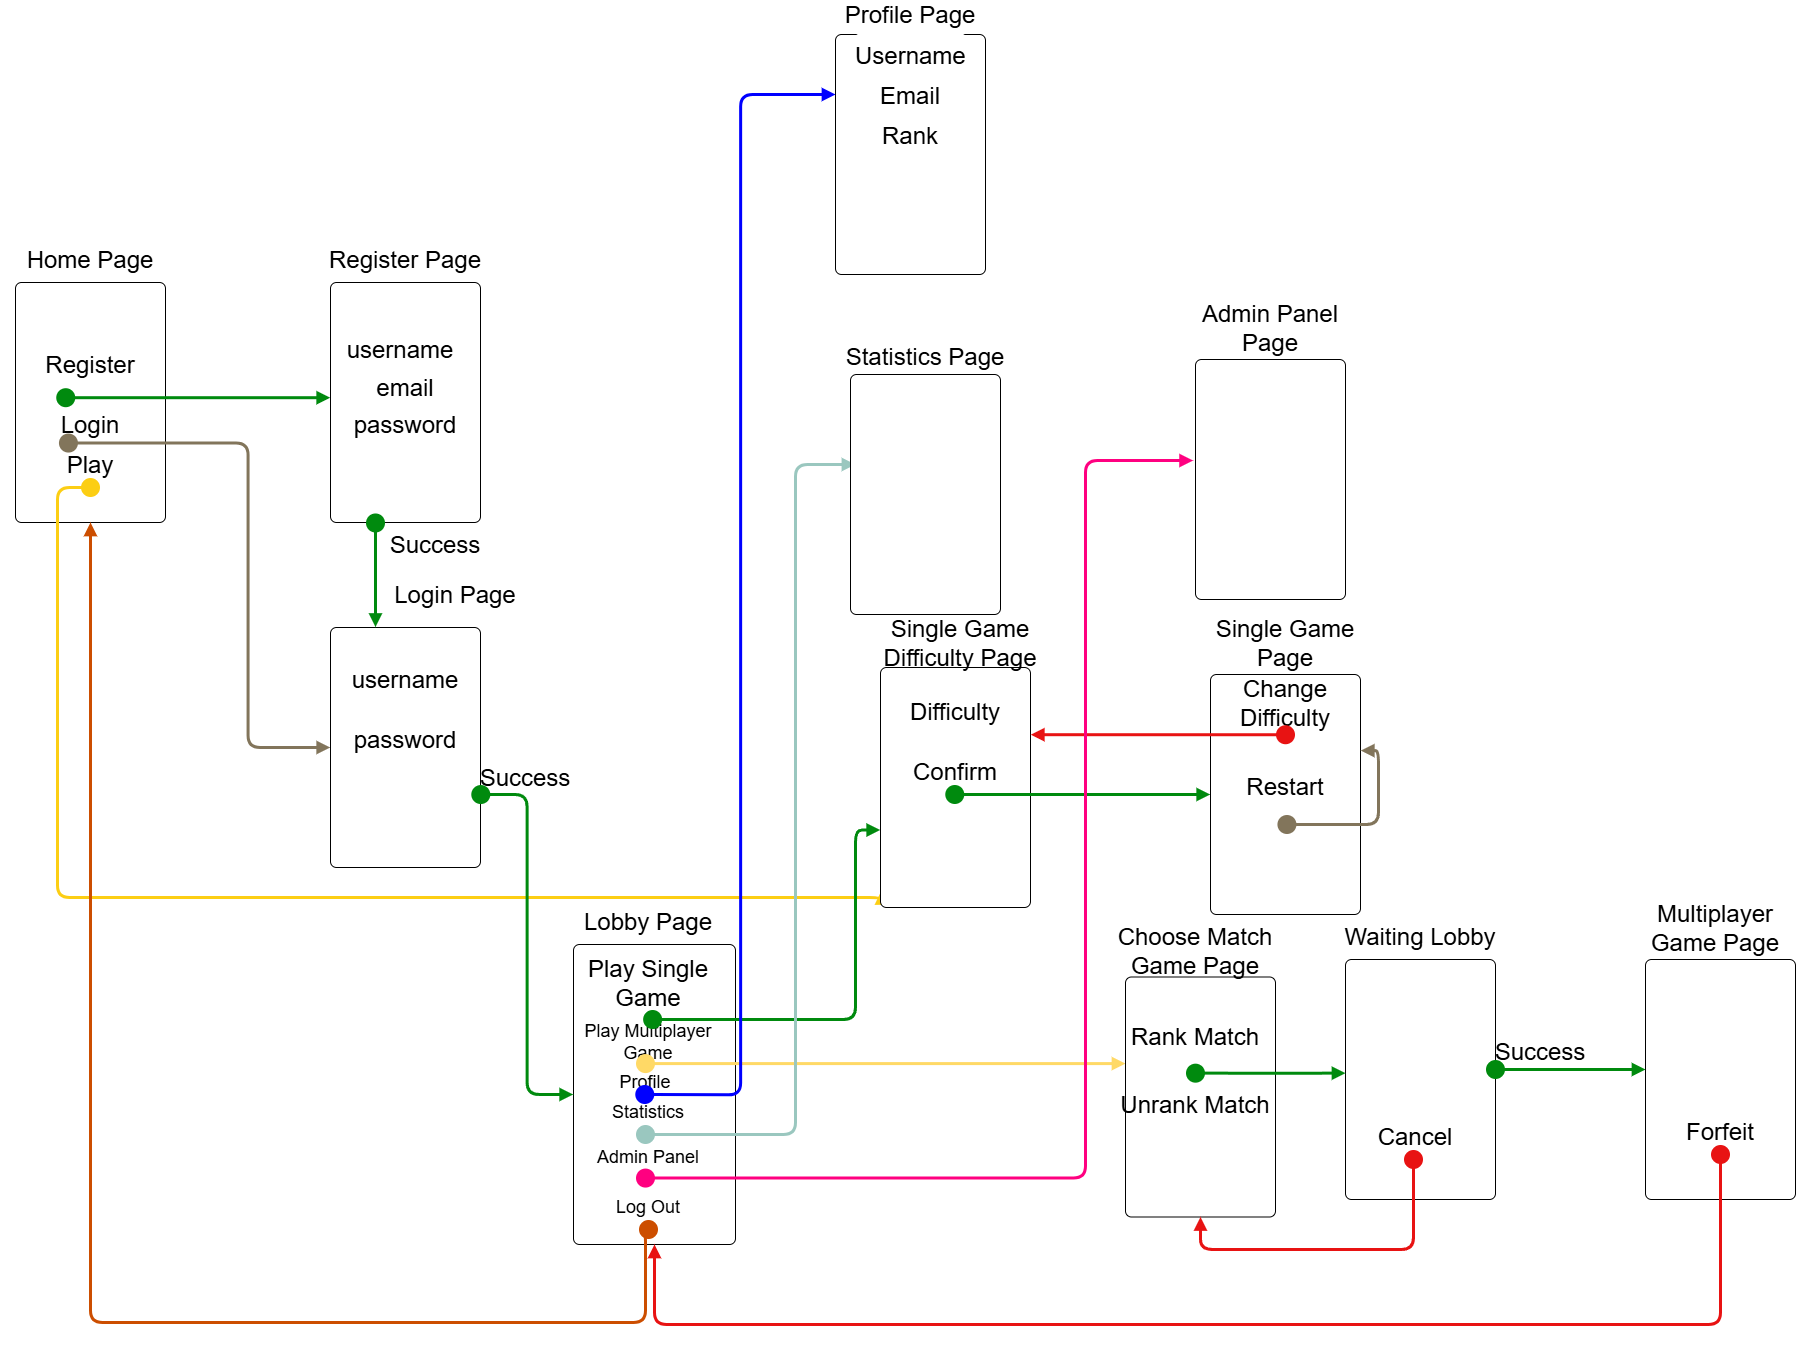 Profile Page
Username
Email
Rank
Home Page
Register
Login
Play
Register Page
username
email
password
Success
Login Page
username
password
Success
Statistics Page
Admin Panel
Page
Single Game
Difficulty Page
Difficulty
Confirm
Single Game
Page
Change
Difficulty
Restart
Lobby Page
Play Single
Game
Play Multiplayer
Game
Profile
Statistics
Admin Panel
Log Out
Choose Match
Game Page
Rank Match
Unrank Match
Waiting Lobby
Cancel
Success
Multiplayer
Game Page
Forfeit